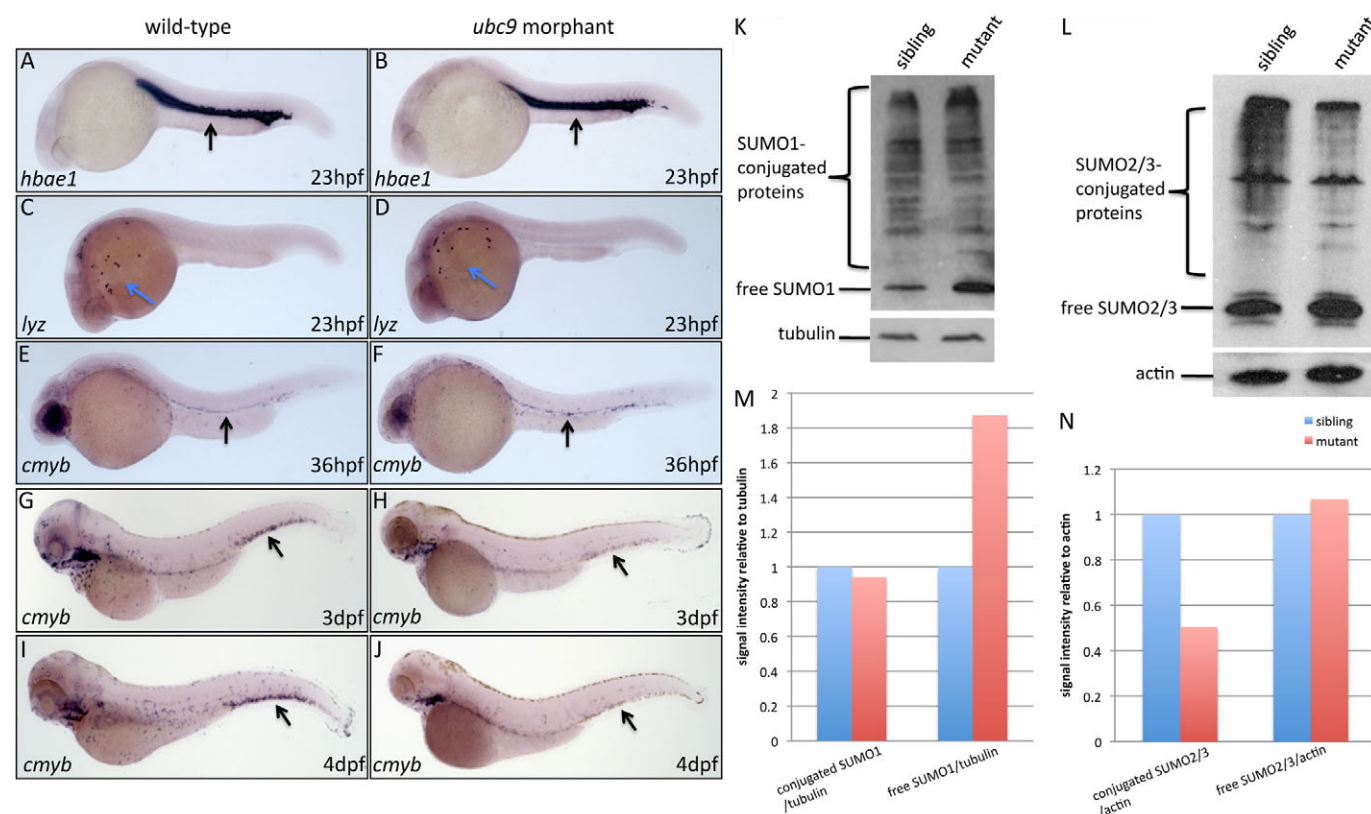 wild-type
ubc9 morphant
A
hbae1
23hpf
B
hbae1
23hpf
C
lyz
23hpf
D
lyz
23hpf
E
cmyb
36hpf
F
cmyb
36hpf
G
cmyb
3dpf
H
cmyb
3dpf
I
cmyb
4dpf
J
cmyb
4dpf
K
sibling
mutant
SUMO1-
conjugated
proteins
free SUMO1
tubulin
L
sibling
mutant
SUMO2/3-
conjugated
proteins
free SUMO2/3
actin
M
signal intensity relative to tubulin
2
1.8
1.6
1.4
1.2
1
0.8
0.6
0.4
0.2
0
conjugated SUMO1
/tubulin
free SUMO1/tubulin
N
sibling
mutant
signal intensity relative to actin
1.2
1
0.8
0.6
0.4
0.2
0
conjugated SUMO2/3
/actin
free SUMO2/3/actin